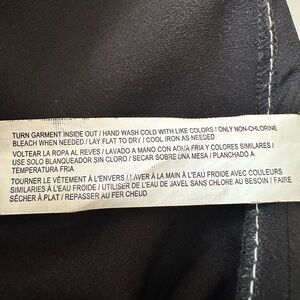 TURN GARMENT INSIDE OUT / HAND WASH COLD WITH LIKE COLORS / ONLY NON-CHLORINE
BLEACH WHEN NEEDED / LAY FLAT TO DRY / COOL IRON AS NEEDED
VOLTEAR LA ROPA AL REVES / LAVADO A MANO CON AQUA FRIA Y COLORES SIMILARES /
USE SOLO BLANQUEADOR SIN CLORO / SECAR SOBRE UNA MESA / PLANCHADO A
TEMPERATURA FRIA
TOURNER LE VÊTEMENT À L'ENVERS / LAVER À LA MAIN À L'EAU FROIDE AVEC COULEURS
SIMILARIES À L'EAU FROIDE / UTILISER DE L'EAU DE JAVEL SANS CHLORE AU BESOIN / FAIRE
SÉCHER À PLAT / REPASSER AU FER CHEUD